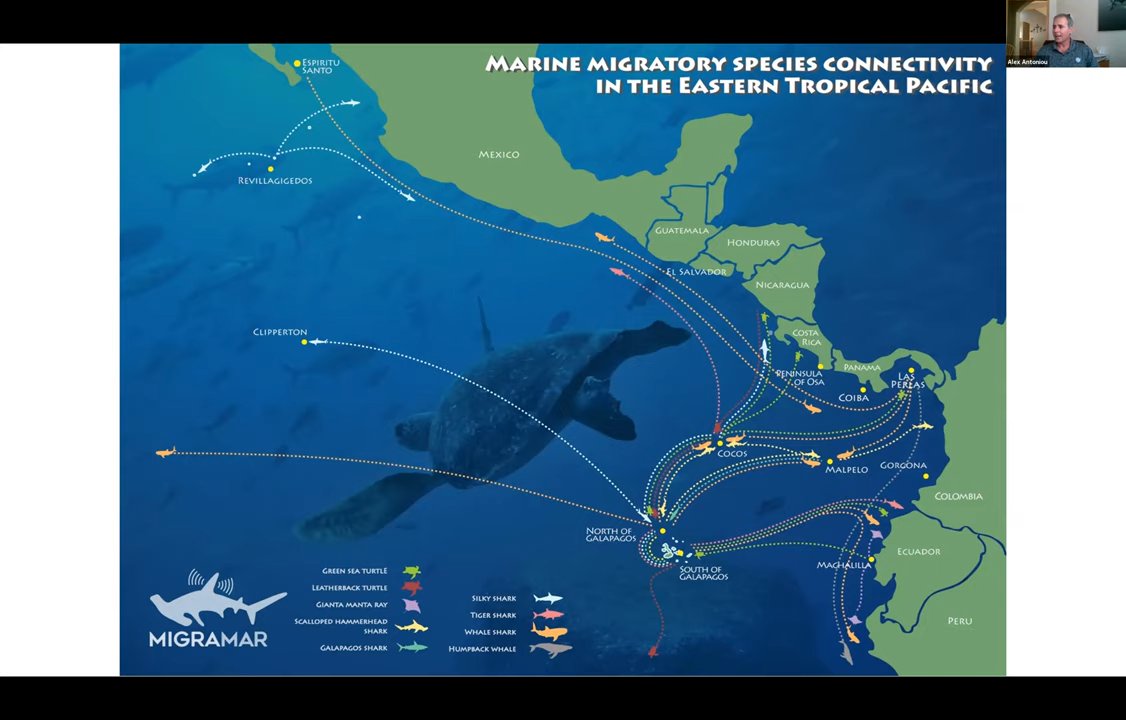 Alex Antoniou
Marine migratory species connectivity
in the Eastern Tropical Pacific
Espiritu
Santo
Mexico
Revillagigedos
Guatemala
Honduras
El Salvador
Nicaragua
Clipperton
Costa
Rica
Panama
Peninsula
of Osa
Las
Perlas
Coiba
Cocos
Malpelo
Gorgona
Colombia
North of
Galapagos
South of
Galapagos
Machalilla
Ecuador
Peru
MIGRAMAR
Green sea turtle
Leatherback turtle
Gianta manta ray
Scalloped hammerhead
shark
Galapagos shark
Silky shark
Tiger shark
Whale shark
Humpback whale